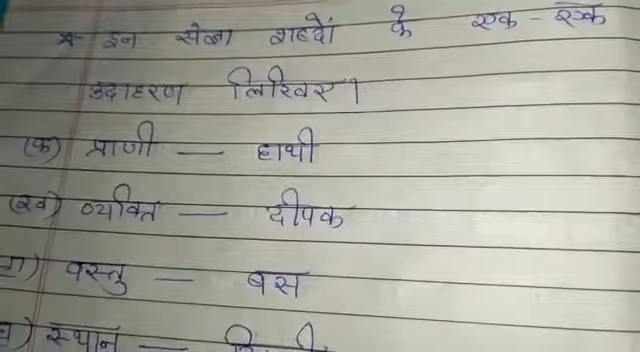 * इन संज्ञा शब्दों के एक - एक
उदाहरण लिखिए।
(क) प्राणी — हाथी
(ख) व्यक्ति — दीपक
ग) वस्तु — बस
घ) स्थान —